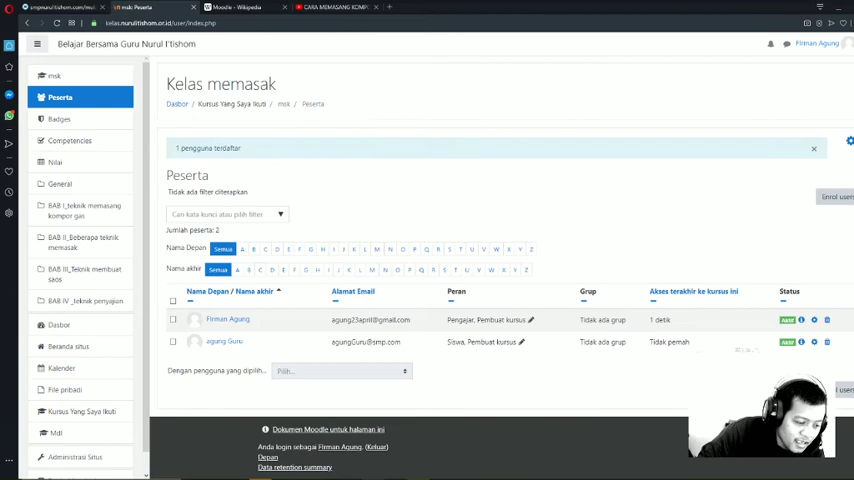 smpnurulitishom.com/mult
msk: Peserta
Moodle - Wikipedia
CARA MEMASANG KOMP
kelas.nurulitishom.or.id/user/index.php
Belajar Bersama Guru Nurul I'tishom
Firman Agung
msk
Peserta
Badges
Competencies
Nilai
General
BAB I_teknik memasang
kompor gas
BAB II_Beberapa teknik
memasak
BAB III_Teknik membuat
saos
BAB IV _teknik penyajian
Dasbor
Beranda situs
Kalender
File pribadi
Kursus Yang Saya Ikuti
Mdl
Administrasi Situs
Kelas memasak
Dasbor / Kursus Yang Saya Ikuti / msk / Peserta
1 pengguna terdaftar
Peserta
Enrol users
Tidak ada filter diterapkan
Cari kata kunci atau pilih filter
Jumlah peserta: 2
Nama Depan Semua A B C D E F G H I J K L M N O P Q R S T U V W X Y Z
Nama akhir Semua A B C D E F G H I J K L M N O P Q R S T U V W X Y Z
Nama Depan / Nama akhir Alamat Email Peran Grup Akses terakhir ke kursus ini Status
Firman Agung agung23april@gmail.com Pengajar, Pembuat kursus Tidak ada grup 1 detik Aktif
agung Guru agungGuru@smp.com Siswa, Pembuat kursus Tidak ada grup Tidak pernah Aktif
Dengan pengguna yang dipilih... Pilih...
users
Dokumen Moodle untuk halaman ini
Anda login sebagai Firman Agung (Keluar)
Depan
Data retention summary